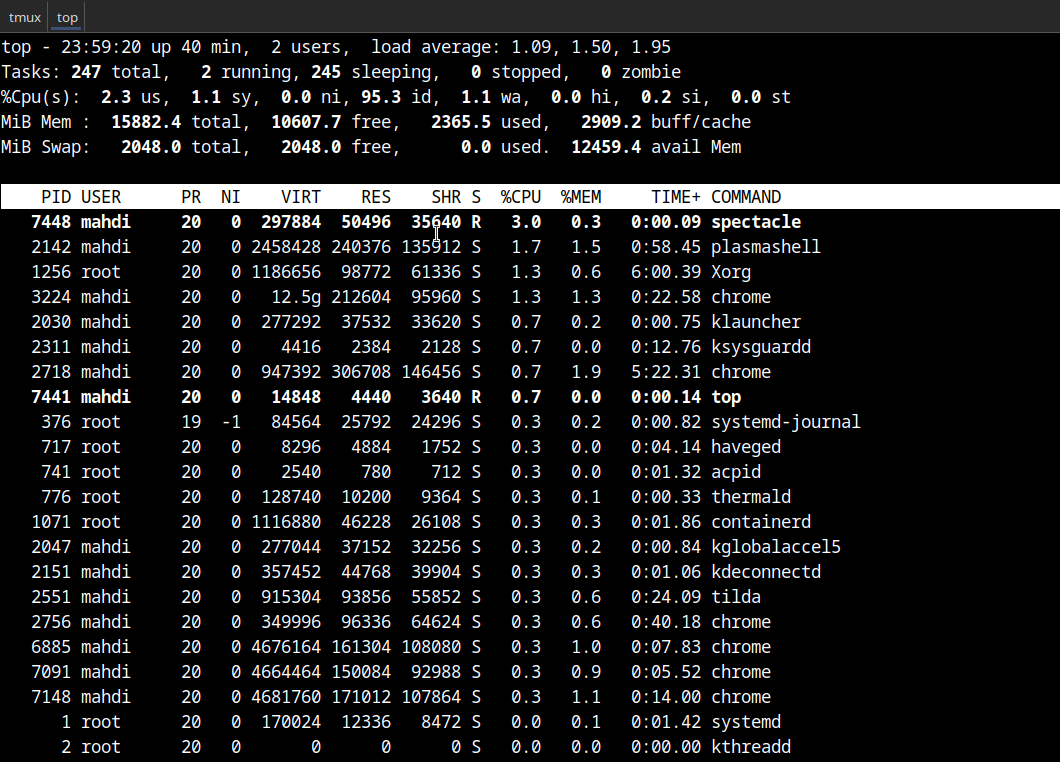 tmux top
top - 23:59:20 up 40 min,  2 users,  load average: 1.09, 1.50, 1.95
Tasks: 247 total,   2 running, 245 sleeping,   0 stopped,   0 zombie
%Cpu(s):  2.3 us,  1.1 sy,  0.0 ni, 95.3 id,  1.1 wa,  0.0 hi,  0.2 si,  0.0 st
MiB Mem :  15882.4 total,  10607.7 free,   2365.5 used,   2909.2 buff/cache
MiB Swap:   2048.0 total,   2048.0 free,      0.0 used.  12459.4 avail Mem
PID USER      PR  NI    VIRT    RES    SHR S  %CPU  %MEM     TIME+ COMMAND
7448 mahdi     20   0  297884  50496  35640 R   3.0   0.3   0:00.09 spectacle
2142 mahdi     20   0 2458428 240376 135912 S   1.7   1.5   0:58.45 plasmashell
1256 root      20   0 1186656  98772  61336 S   1.3   0.6   6:00.39 Xorg
3224 mahdi     20   0   12.5g 212604  95960 S   1.3   1.3   0:22.58 chrome
2030 mahdi     20   0  277292  37532  33620 S   0.7   0.2   0:00.75 klauncher
2311 mahdi     20   0    4416   2384   2128 S   0.7   0.0   0:12.76 ksysguardd
2718 mahdi     20   0  947392 306708 146456 S   0.7   1.9   5:22.31 chrome
7441 mahdi     20   0   14848   4440   3640 R   0.7   0.0   0:00.14 top
376 root      19  -1   84564  25792  24296 S   0.3   0.2   0:00.82 systemd-journal
717 root      20   0    8296   4884   1752 S   0.3   0.0   0:04.14 haveged
741 root      20   0    2540    780    712 S   0.3   0.0   0:01.32 acpid
776 root      20   0  128740  10200   9364 S   0.3   0.1   0:00.33 thermald
1071 root      20   0 1116880  46228  26108 S   0.3   0.3   0:01.86 containerd
2047 mahdi     20   0  277044  37152  32256 S   0.3   0.2   0:00.84 kglobalaccel5
2151 mahdi     20   0  357452  44768  39904 S   0.3   0.3   0:01.06 kdeconnectd
2551 mahdi     20   0  915304  93856  55852 S   0.3   0.6   0:24.09 tilda
2756 mahdi     20   0  349996  96336  64624 S   0.3   0.6   0:40.18 chrome
6885 mahdi     20   0 4676164 161304 108080 S   0.3   1.0   0:07.83 chrome
7091 mahdi     20   0 4664464 150084  92988 S   0.3   0.9   0:05.52 chrome
7148 mahdi     20   0 4681760 171012 107864 S   0.3   1.1   0:14.00 chrome
1 root      20   0  170024  12336   8472 S   0.0   0.1   0:01.42 systemd
2 root      20   0       0      0      0 S   0.0   0.0   0:00.00 kthreadd